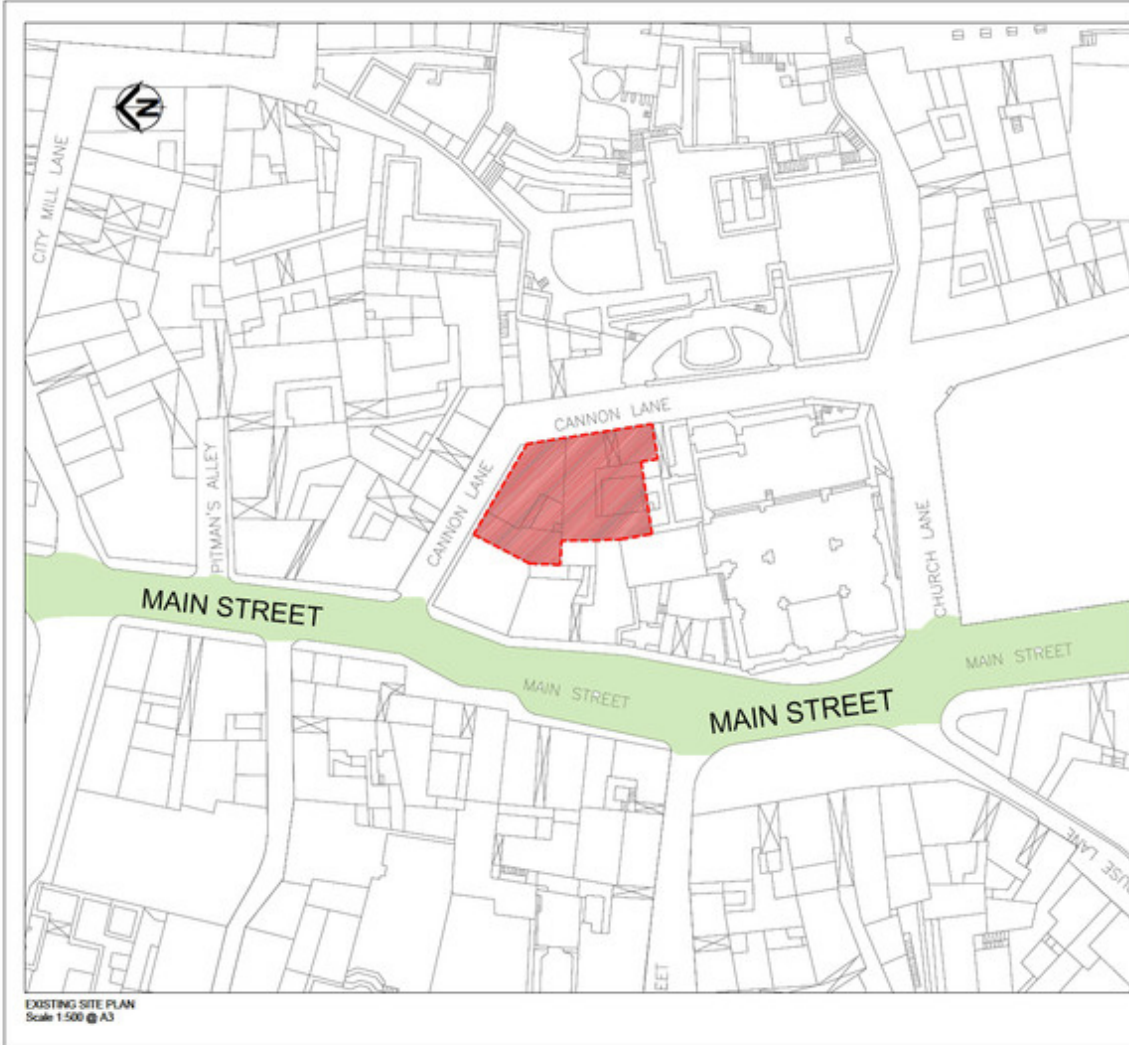 N
CITY MILL LANE
PITMAN'S ALLEY
CANNON LANE
CANNON LANE
CHURCH LANE
MAIN STREET
MAIN STREET
MAIN STREET
MAIN STREET
LANE
EXISTING SITE PLAN
Scale 1:500 @ A3